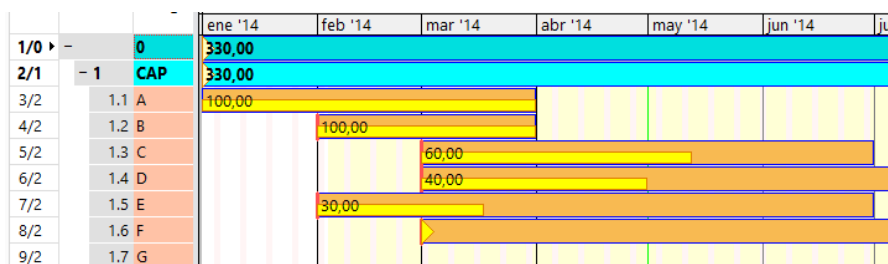 ene '14 feb '14 mar '14 abr '14 may '14 jun '14
1/0 - 0 330,00
2/1 - 1 CAP 330,00
3/2 1.1 A 100,00
4/2 1.2 B 100,00
5/2 1.3 C 60,00
6/2 1.4 D 40,00
7/2 1.5 E 30,00
8/2 1.6 F
9/2 1.7 G